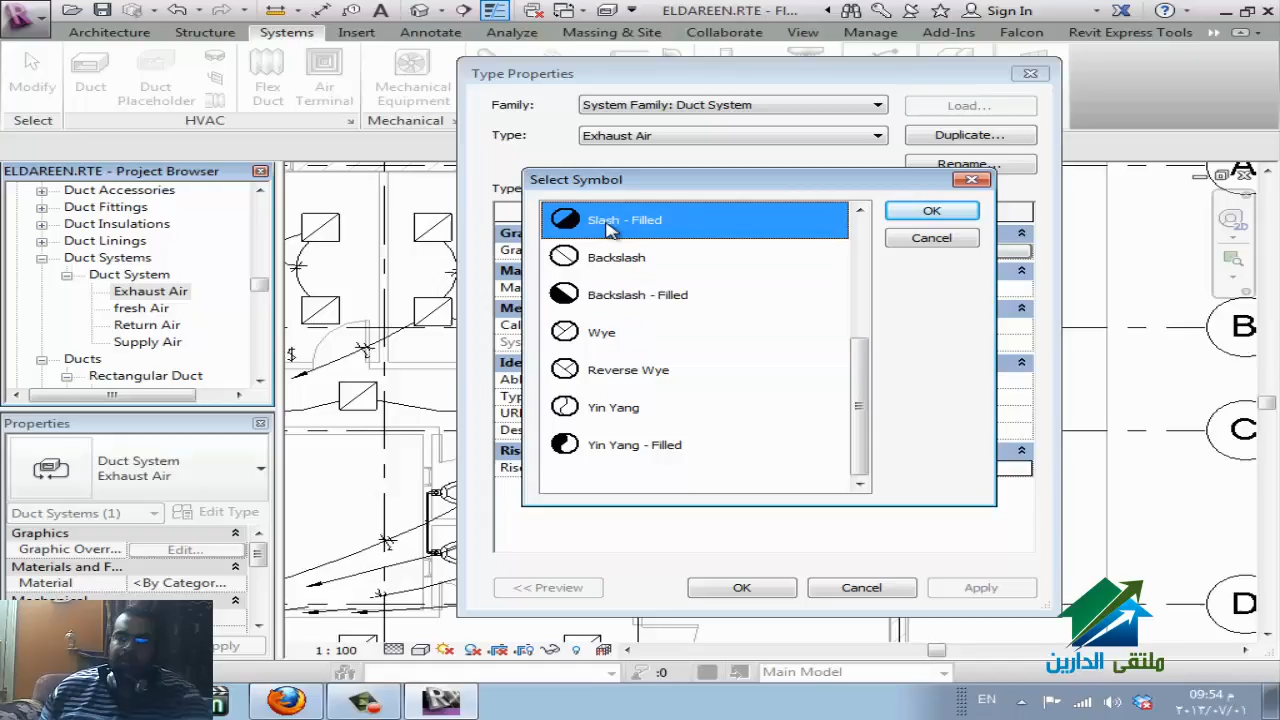 ELDAREEN.RTE - Fl...
Sign In
Architecture
Structure
Systems
Insert
Annotate
Analyze
Massing & Site
Collaborate
View
Manage
Add-Ins
Falcon
Revit Express Tools
Modify
Duct
Duct
Placeholder
Flex
Duct
Air
Terminal
Mechanical
Equipment
Select
HVAC
Mechanical
ELDAREEN.RTE - Project Browser
Duct Accessories
Duct Fittings
Duct Insulations
Duct Linings
Duct Systems
Duct System
Exhaust Air
fresh Air
Return Air
Supply Air
Ducts
Rectangular Duct
Properties
Duct System
Exhaust Air
Duct Systems (1)
Edit Type
Graphics
Graphic Overr...
Edit...
Materials and F...
Material
<By Categor...
Mechanical
Type Properties
Family:
System Family: Duct System
Load...
Type:
Exhaust Air
Duplicate...
Rename...
Select Symbol
Slash - Filled
Backslash
Backslash - Filled
Wye
Reverse Wye
Yin Yang
Yin Yang - Filled
OK
Cancel
<< Preview
OK
Cancel
Apply
B
C
D
1 : 100
:0
Main Model
ملتقى الدارين
EN
09:54 م
٢٠١٣/٠٧/٠١